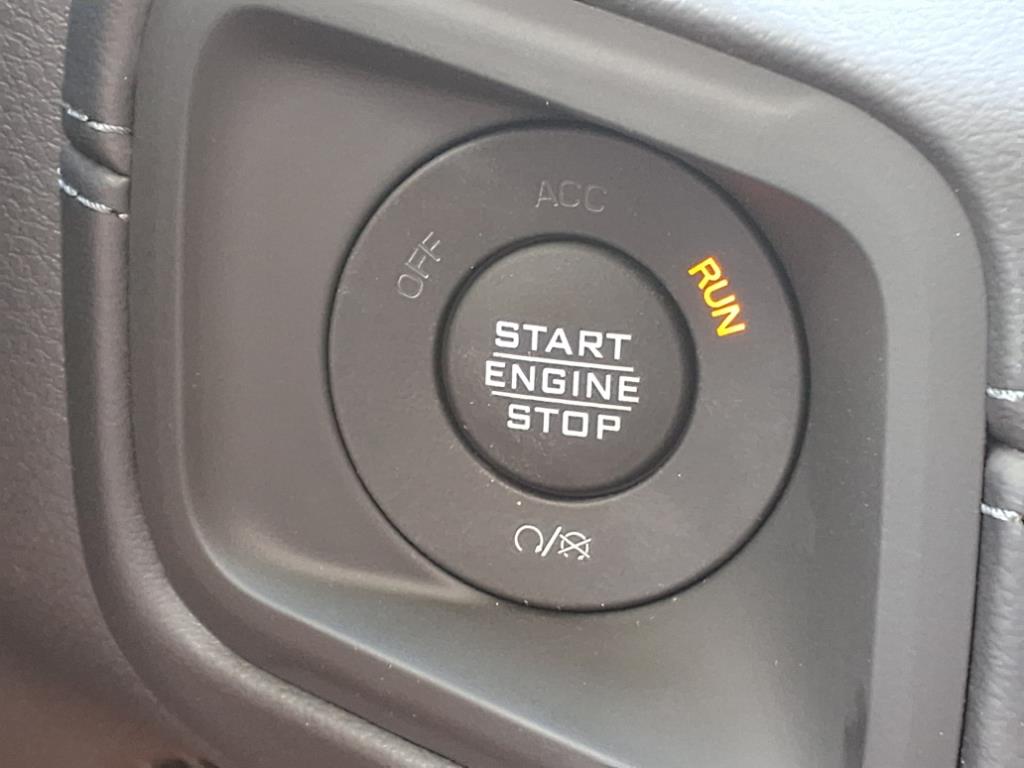 ACC
OFF
RUN
START
ENGINE
STOP